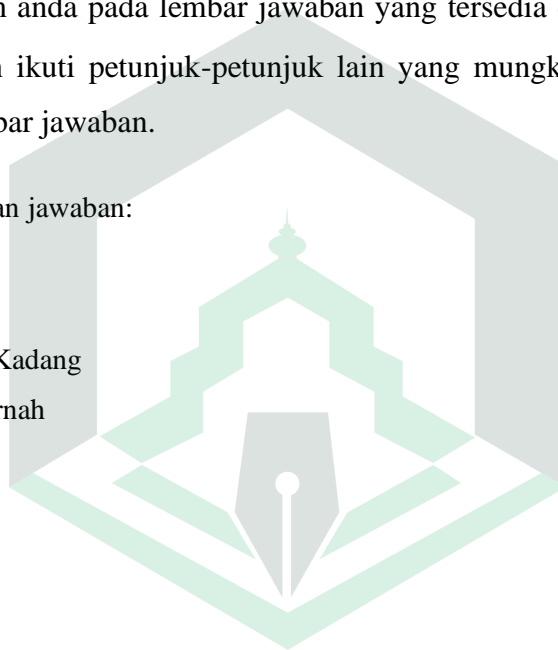 anda pada lembar jawaban yang tersedia
ikuti petunjuk-petunjuk lain yang mungk
bar jawaban.
an jawaban:
Kadang
rnah